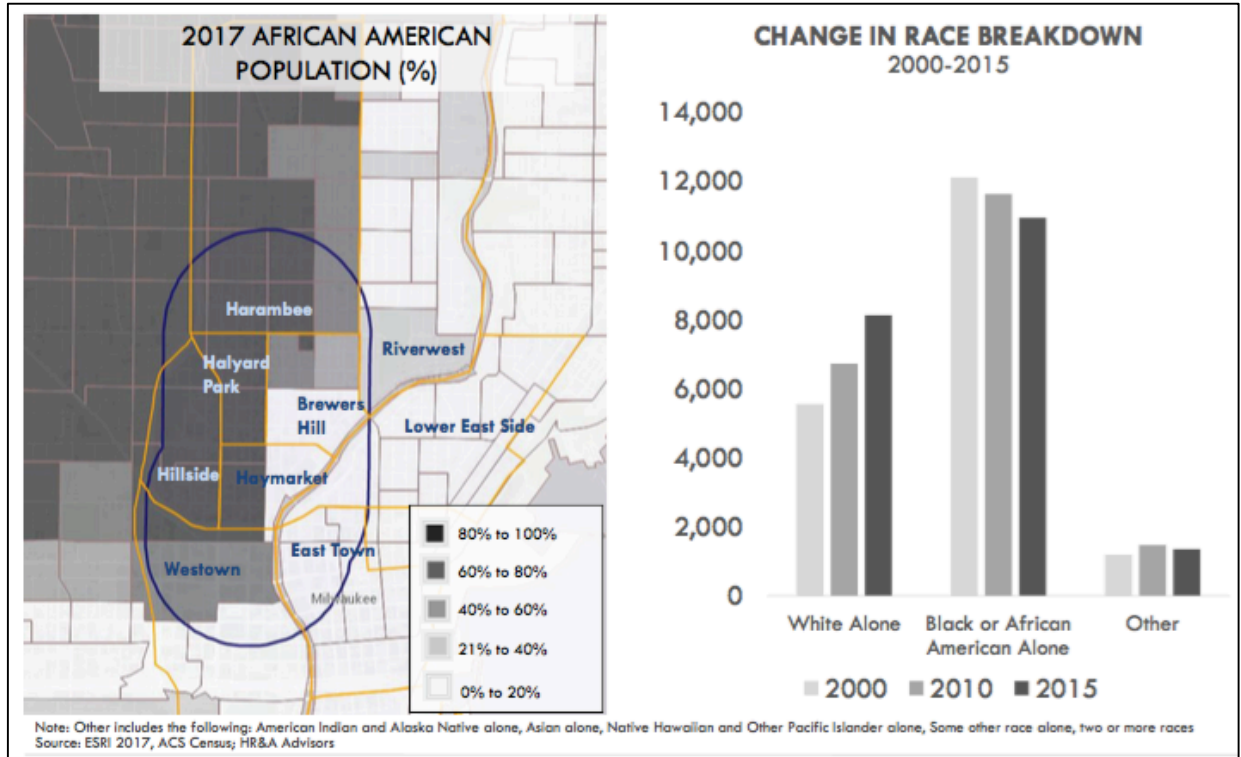 2017 AFRICAN AMERICAN
POPULATION (%)
Harambee
Halyard
Park
Riverwest
Brewers
Hill
Lower East Side
Hillside
Haymarket
East Town
Westown
Milwaukee
80% to 100%
60% to 80%
40% to 60%
21% to 40%
0% to 20%
CHANGE IN RACE BREAKDOWN
2000-2015
14,000
12,000
10,000
8,000
6,000
4,000
2,000
0
White Alone
Black or African
American Alone
Other
2000 2010 2015
Note: Other includes the following: American Indian and Alaska Native alone, Asian alone, Native Hawaiian and Other Pacific Islander alone, Some other race alone, two or more races
Source: ESRI 2017, ACS Census; HR&A Advisors